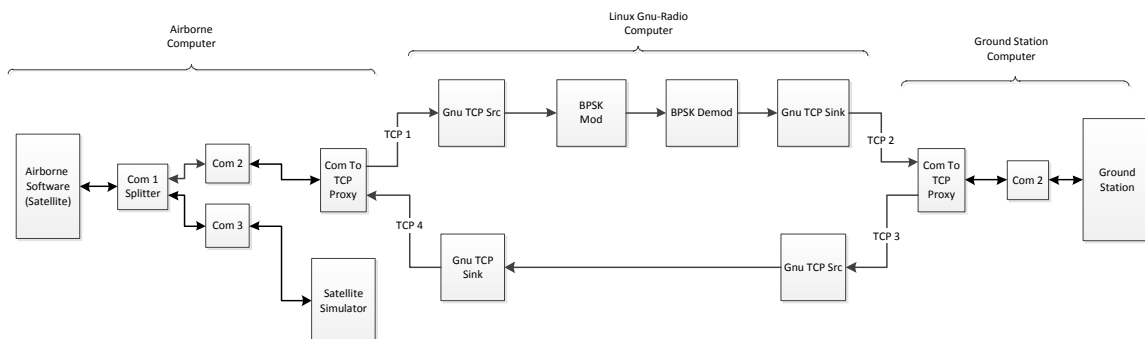 Airborne
Computer
Linux Gnu-Radio
Computer
Ground Station
Computer
Gnu TCP Src
BPSK
Mod
BPSK Demod
Gnu TCP Sink
TCP 1
TCP 2
Airborne
Software
(Satellite)
Com 1
Splitter
Com 2
Com 3
Com To
TCP
Proxy
Com To
TCP
Proxy
Com 2
Ground
Station
TCP 4
TCP 3
Gnu TCP
Sink
Gnu TCP Src
Satellite
Simulator